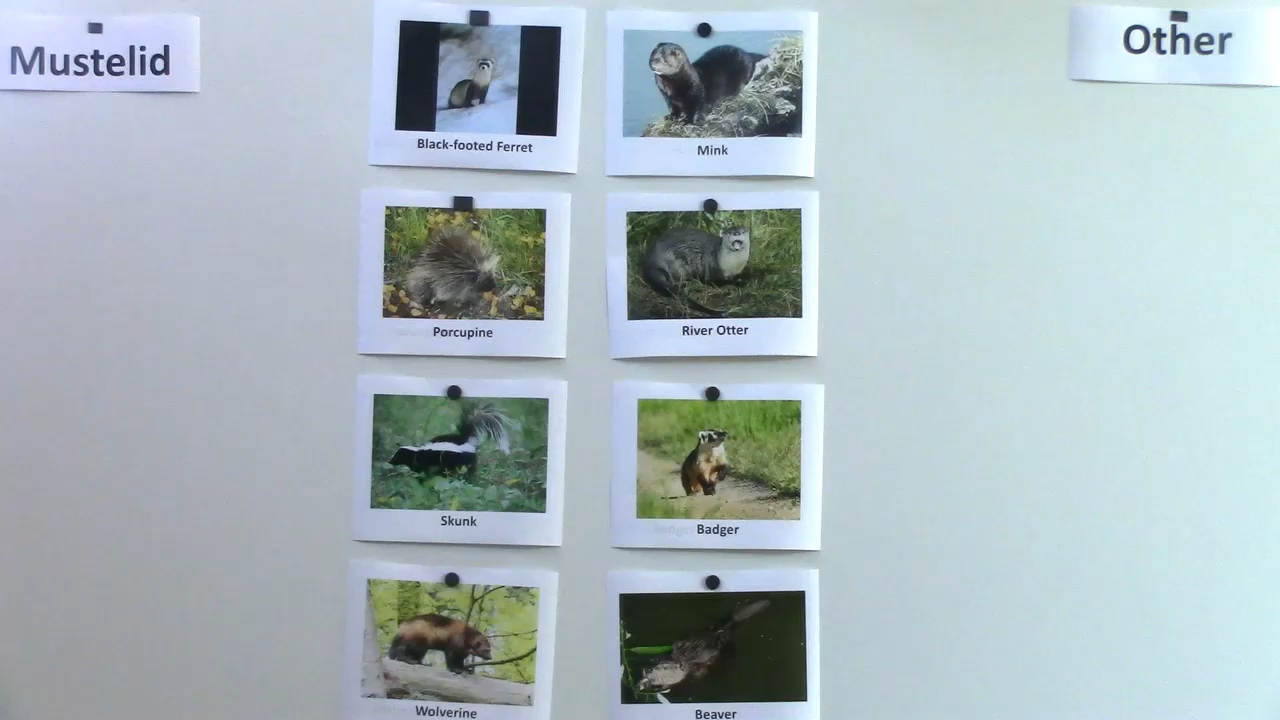 Mustelid
Other
Black-footed Ferret
Mink
Porcupine
River Otter
Skunk
Badger
Wolverine
Beaver